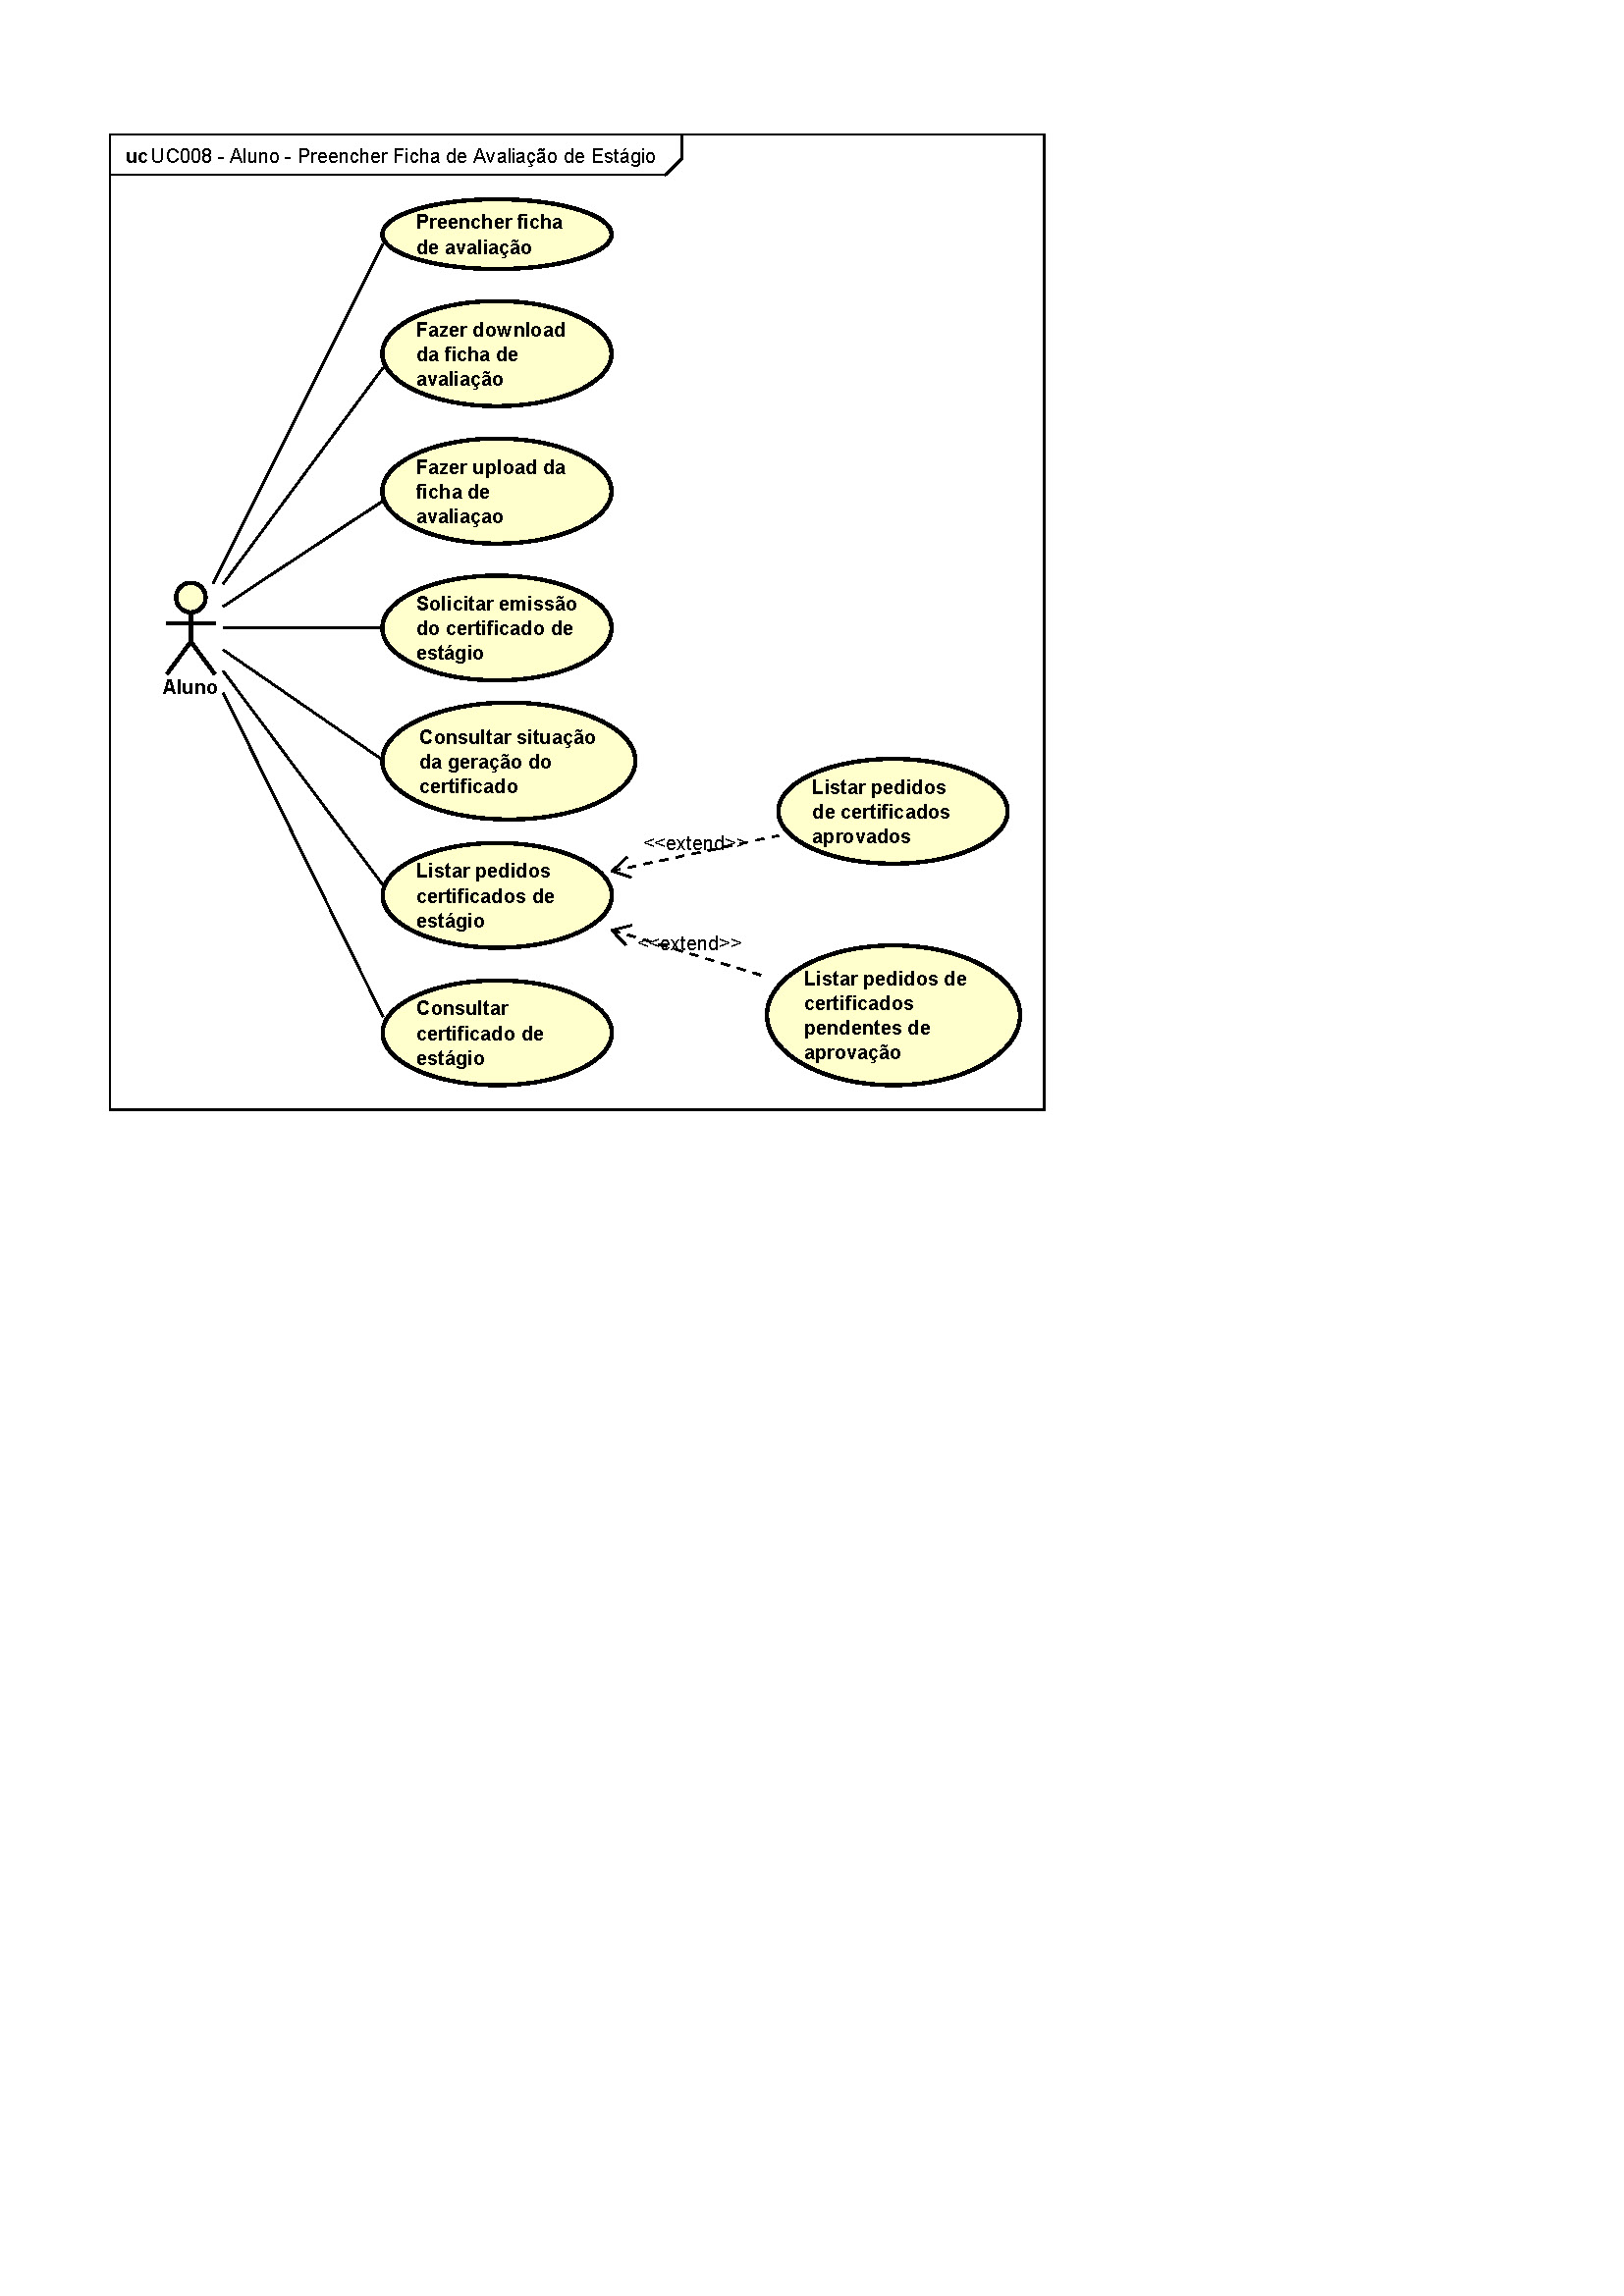 uc UC008 - Aluno - Preencher Ficha de Avaliação de Estágio
Preencher ficha
de avaliação
Fazer download
da ficha de
avaliação
Fazer upload da
ficha de
avaliaçao
Solicitar emissão
do certificado de
estágio
Aluno
Consultar situação
da geração do
certificado
Listar pedidos
de certificados
aprovados
<<extend>>
Listar pedidos
certificados de
estágio
<<extend>>
Listar pedidos de
certificados
pendentes de
aprovação
Consultar
certificado de
estágio